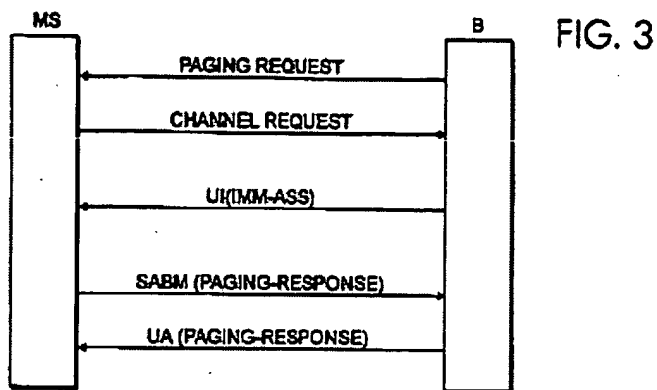 MS
B
FIG. 3
PAGING REQUEST
CHANNEL REQUEST
UI(IMM-ASS)
SABM (PAGING-RESPONSE)
UA (PAGING-RESPONSE)